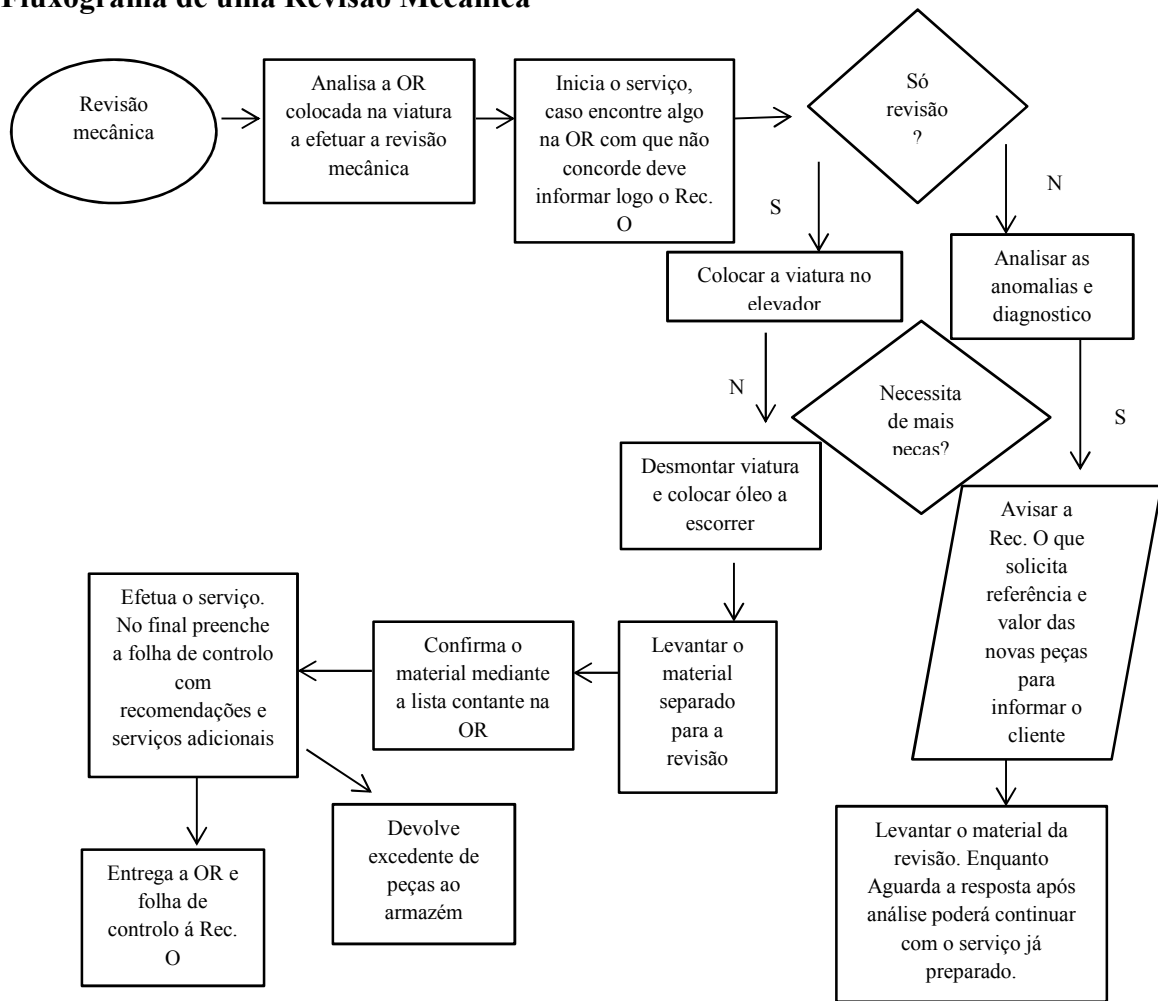 Fluxograma de uma Revisão Mecânica
Revisão
mecânica
Analisa a OR
colocada na viatura
a efetuar a revisão
mecânica
Inicia o serviço,
caso encontre algo
na OR com que não
concorde deve
informar logo o Rec.
O
Só
revisão
?
S
N
Colocar a viatura no
elevador
Analisar as
anomalias e
diagnostico
N
Necessita
de mais
peças?
S
Desmontar viatura
e colocar óleo a
escorrer
Avisar a
Rec. O que
solicita
referência e
valor das
novas peças
para
informar o
cliente
Efetua o serviço.
No final preenche
a folha de controlo
com
recomendações e
serviços adicionais
Confirma o
material mediante
a lista contante na
OR
Levantar o
material
separado
para a
revisão
Devolve
excedente de
peças ao
armazém
Entrega a OR e
folha de
controlo á Rec.
O
Levantar o material da
revisão. Enquanto
Aguarda a resposta após
análise poderá continuar
com o serviço já
preparado.